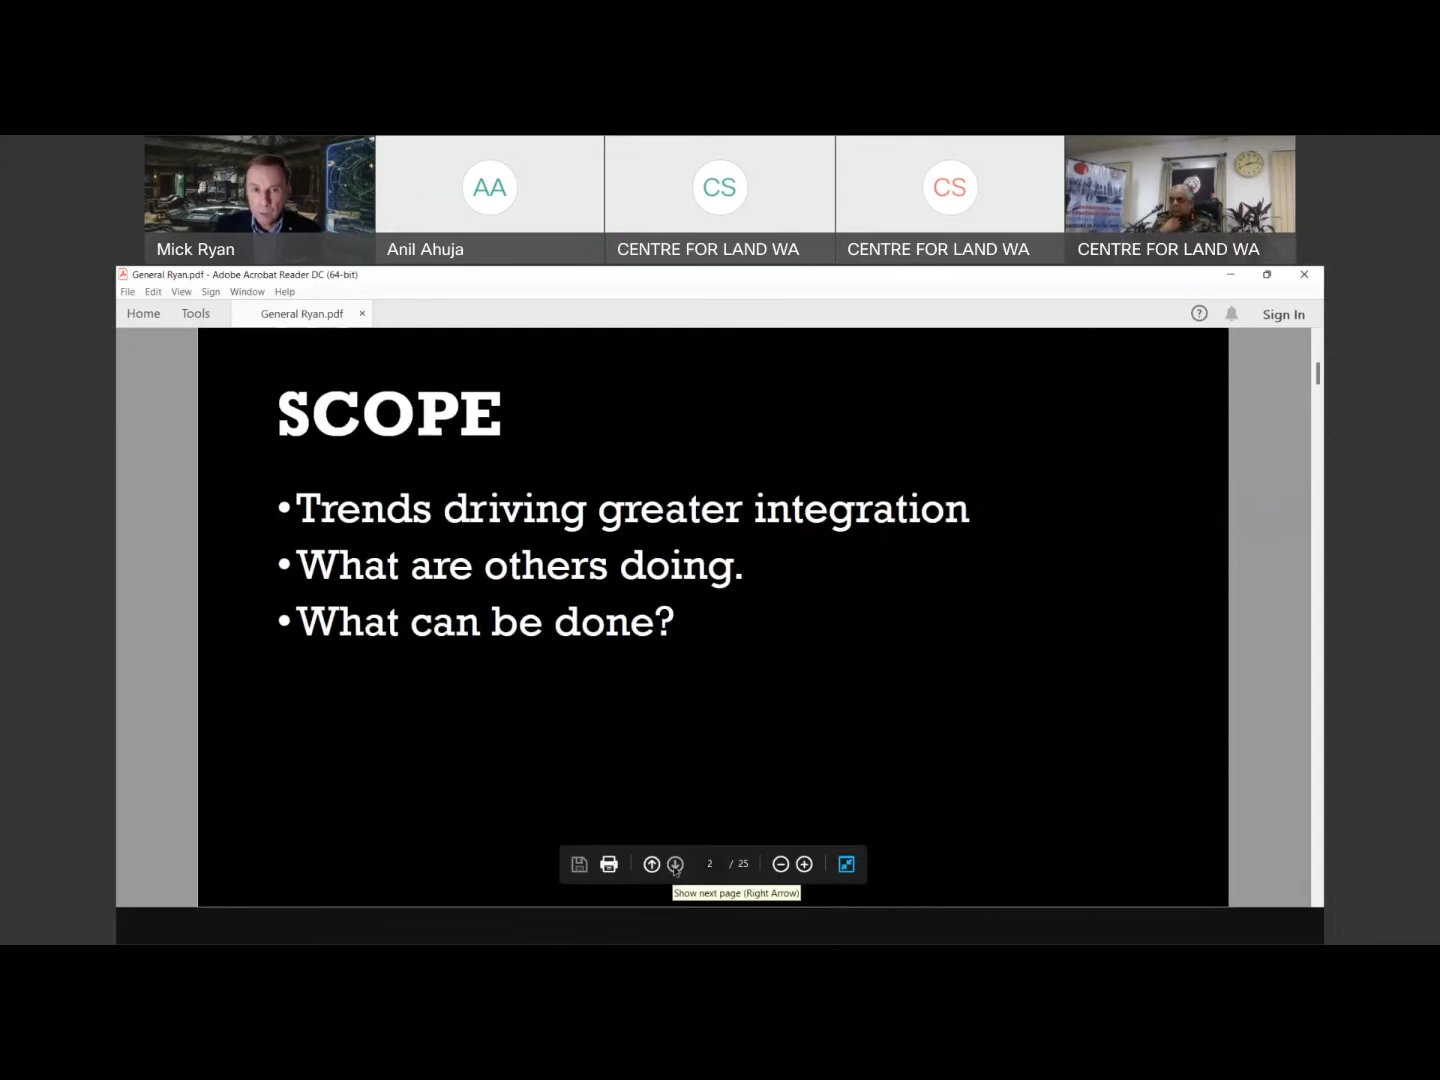 Mick Ryan
AA
Anil Ahuja
CS
CENTRE FOR LAND WA
CS
CENTRE FOR LAND WA
CENTRE FOR LAND WA
General Ryan.pdf - Adobe Acrobat Reader DC (64-bit)
File Edit View Sign Window Help
Home Tools General Ryan.pdf × Sign In
SCOPE
•Trends driving greater integration
•What are others doing.
•What can be done?
2 / 25
Show next page (Right Arrow)